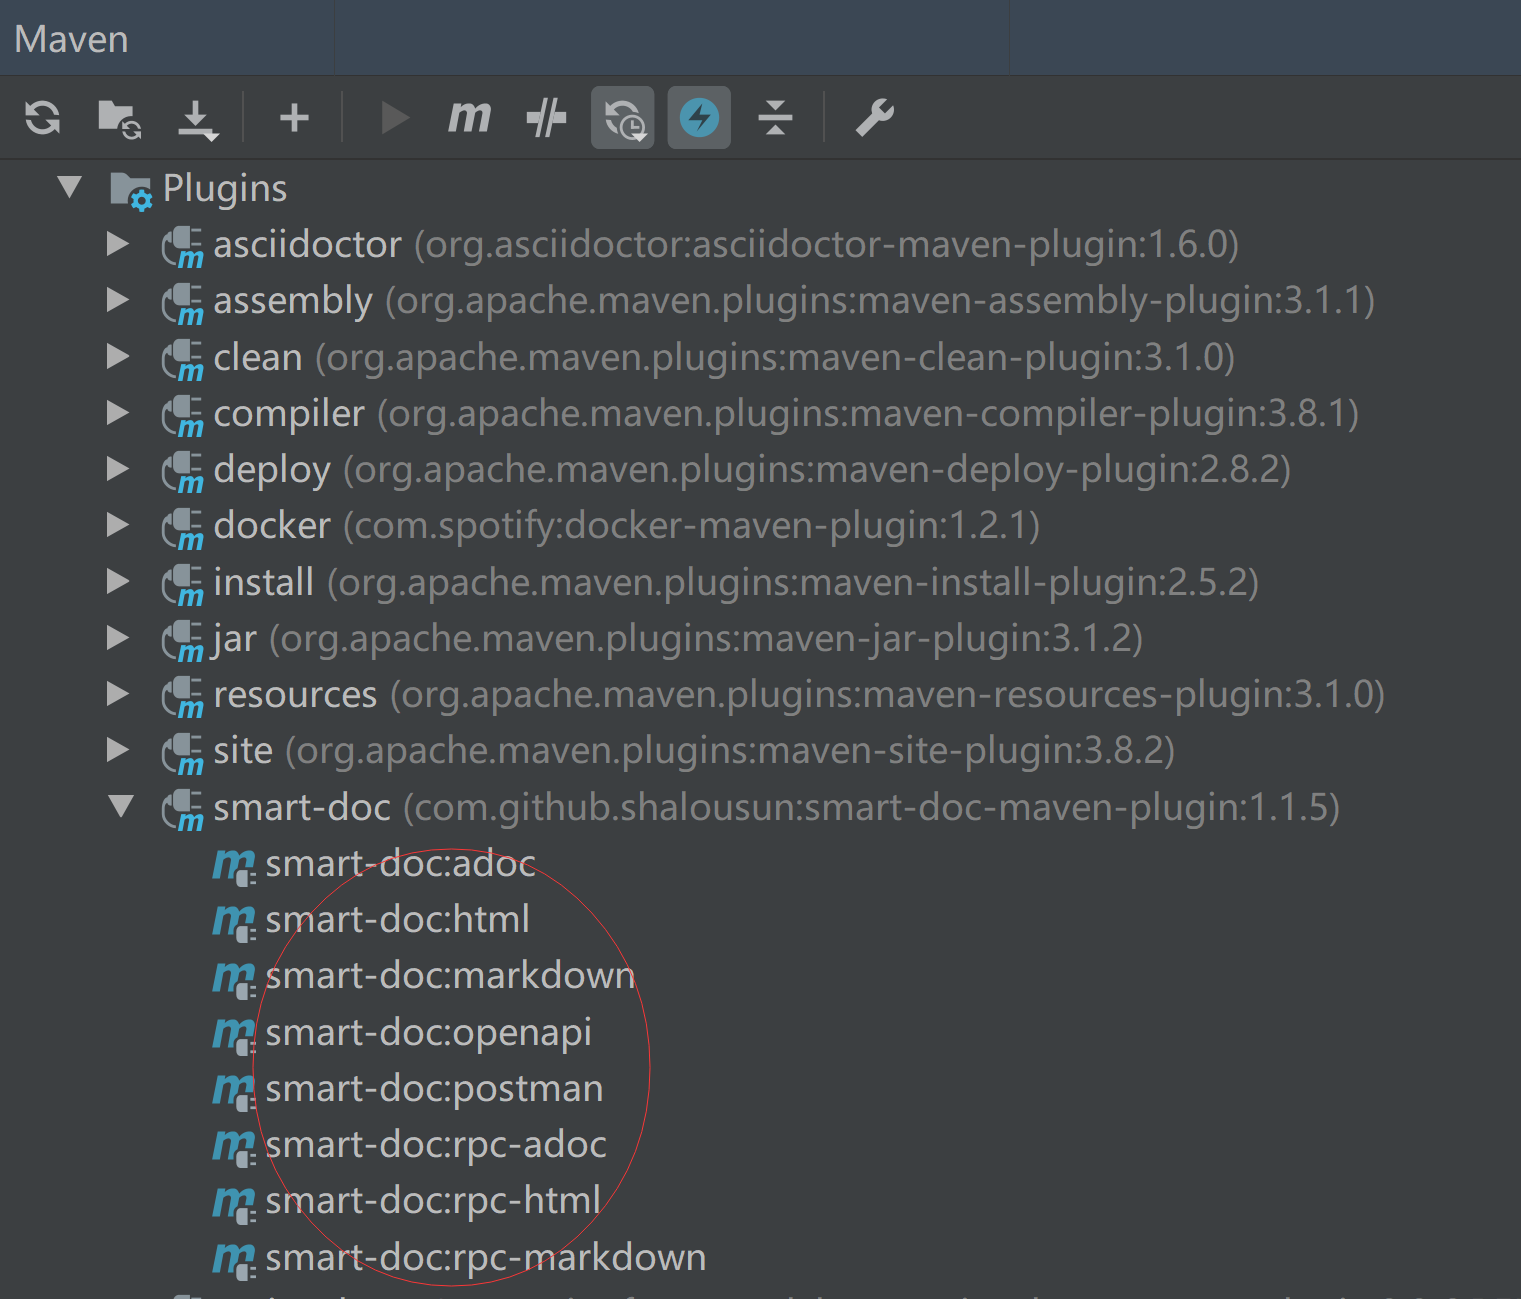 Maven
m
Plugins
asciidoctor (org.asciidoctor:asciidoctor-maven-plugin:1.6.0)
assembly (org.apache.maven.plugins:maven-assembly-plugin:3.1.1)
clean (org.apache.maven.plugins:maven-clean-plugin:3.1.0)
compiler (org.apache.maven.plugins:maven-compiler-plugin:3.8.1)
deploy (org.apache.maven.plugins:maven-deploy-plugin:2.8.2)
docker (com.spotify:docker-maven-plugin:1.2.1)
install (org.apache.maven.plugins:maven-install-plugin:2.5.2)
jar (org.apache.maven.plugins:maven-jar-plugin:3.1.2)
resources (org.apache.maven.plugins:maven-resources-plugin:3.1.0)
site (org.apache.maven.plugins:maven-site-plugin:3.8.2)
smart-doc (com.github.shalousun:smart-doc-maven-plugin:1.1.5)
smart-doc:adoc
smart-doc:html
smart-doc:markdown
smart-doc:openapi
smart-doc:postman
smart-doc:rpc-adoc
smart-doc:rpc-html
smart-doc:rpc-markdown